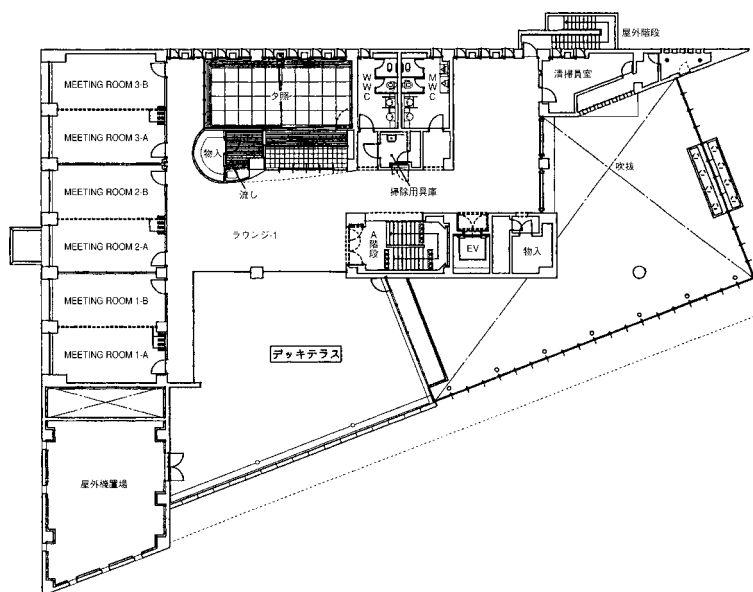 屋外階段
MEETING ROOM 3-B
夕照
W
W
C
M
W
C
清掃員室
MEETING ROOM 3-A
物入
吹抜
流し
掃除用具庫
MEETING ROOM 2-B
ラウンジ-1
A
階
段
EV
物入
MEETING ROOM 2-A
MEETING ROOM 1-B
デッキテラス
MEETING ROOM 1-A
屋外機置場